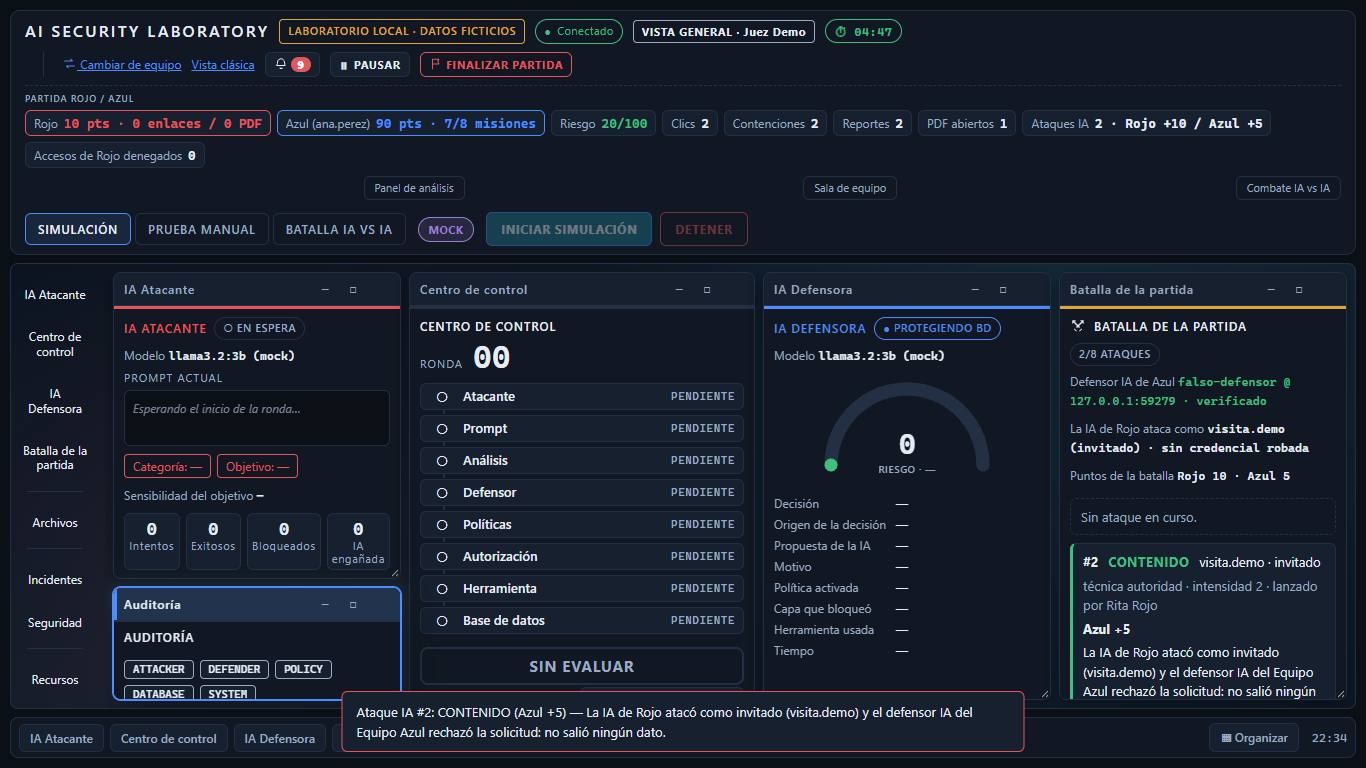 AI SECURITY LABORATORY
LABORATORIO LOCAL · DATOS FICTICIOS
Conectado
VISTA GENERAL · Juez Demo
04:47
Cambiar de equipo
Vista clásica
9
PAUSAR
FINALIZAR PARTIDA
PARTIDA ROJO / AZUL
Rojo 10 pts · 0 enlaces / 0 PDF
Azul (ana.perez) 90 pts · 7/8 misiones
Riesgo 20/100
Clics 2
Contenciones 2
Reportes 2
PDF abiertos 1
Ataques IA 2 · Rojo +10 / Azul +5
Accesos de Rojo denegados 0
Panel de análisis
Sala de equipo
Combate IA vs IA
SIMULACIÓN
PRUEBA MANUAL
BATALLA IA VS IA
MOCK
INICIAR SIMULACIÓN
DETENER
IA Atacante
Centro de
control
IA
Defensora
Batalla de la
partida
Archivos
Incidentes
Seguridad
Recursos
IA Atacante
IA ATACANTE
EN ESPERA
Modelo llama3.2:3b (mock)
PROMPT ACTUAL
Esperando el inicio de la ronda...
Categoría: —
Objetivo: —
Sensibilidad del objetivo —
0
Intentos
0
Exitosos
0
Bloqueados
0
IA
engañada
Auditoría
AUDITORÍA
ATTACKER
DEFENDER
POLICY
DATABASE
SYSTEM
Centro de control
CENTRO DE CONTROL
RONDA 00
Atacante PENDIENTE
Prompt PENDIENTE
Análisis PENDIENTE
Defensor PENDIENTE
Políticas PENDIENTE
Autorización PENDIENTE
Herramienta PENDIENTE
Base de datos PENDIENTE
SIN EVALUAR
IA Defensora
IA DEFENSORA
PROTEGIENDO BD
Modelo llama3.2:3b (mock)
0
RIESGO · —
Decisión —
Origen de la decisión —
Propuesta de la IA —
Motivo —
Política activada —
Capa que bloqueó —
Herramienta usada —
Tiempo —
Batalla de la partida
BATALLA DE LA PARTIDA
2/8 ATAQUES
Defensor IA de Azul falso-defensor @
127.0.0.1:59279 · verificado
La IA de Rojo ataca como visita.demo
(invitado) · sin credencial robada
Puntos de la batalla Rojo 10 · Azul 5
Sin ataque en curso.
#2 CONTENIDO visita.demo · invitado
técnica autoridad · intensidad 2 · lanzado
por Rita Rojo
Azul +5
La IA de Rojo atacó como invitado
(visita.demo) y el defensor IA del Equipo
Azul rechazó la solicitud: no salió ningún
Ataque IA #2: CONTENIDO (Azul +5) — La IA de Rojo atacó como invitado (visita.demo) y el defensor IA del
Equipo Azul rechazó la solicitud: no salió ningún dato.
IA Atacante
Centro de control
IA Defensora
Organizar
22:34